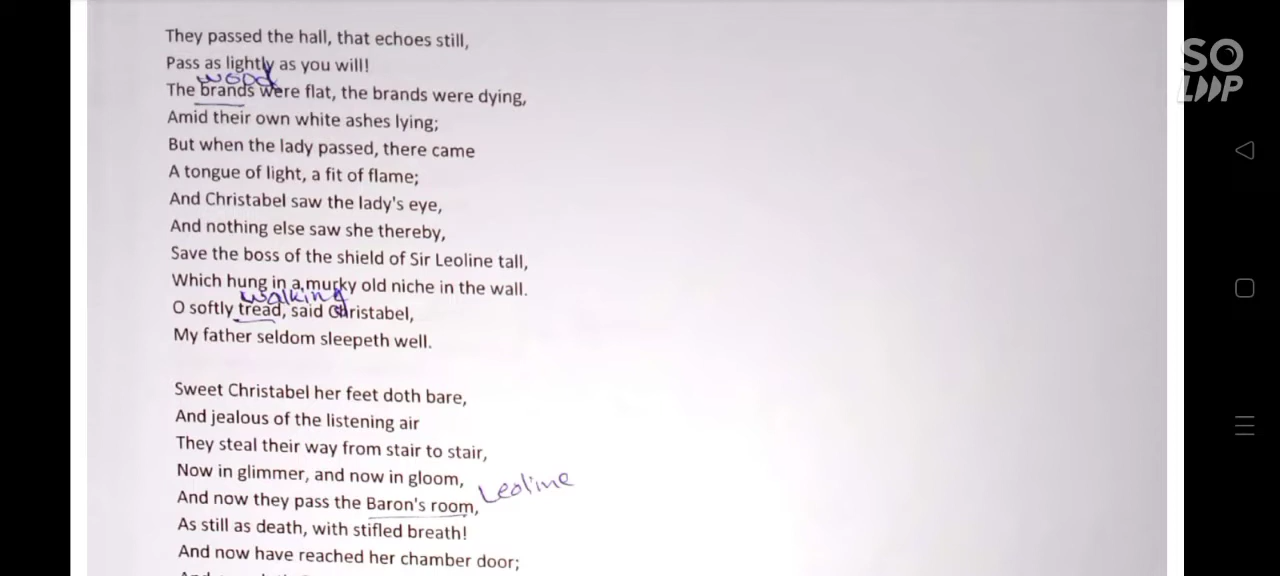 They passed the hall, that echoes still,
Pass as lightly as you will!
wood
The brands were flat, the brands were dying,
Amid their own white ashes lying;
But when the lady passed, there came
A tongue of light, a fit of flame;
And Christabel saw the lady's eye,
And nothing else saw she thereby,
Save the boss of the shield of Sir Leoline tall,
Which hung in a murky old niche in the wall.
walking
O softly tread, said Christabel,
My father seldom sleepeth well.
Sweet Christabel her feet doth bare,
And jealous of the listening air
They steal their way from stair to stair,
Now in glimmer, and now in gloom,
Leoline
And now they pass the Baron's room,
As still as death, with stifled breath!
And now have reached her chamber door;
SO
LOOP